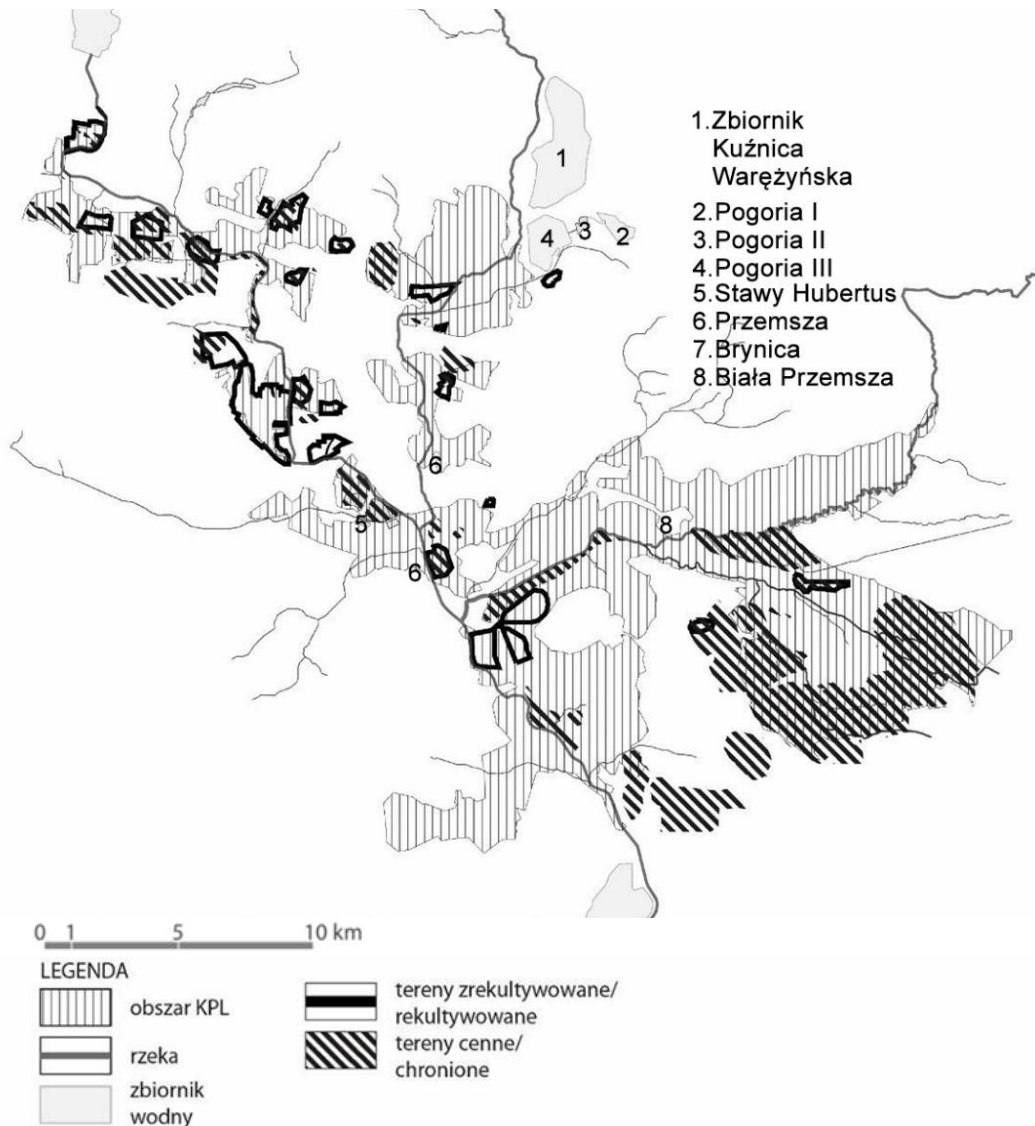 1.Zbiornik
Kuźnica
Warężyńska
2.Pogoria I
3.Pogoria II
4.Pogoria III
5.Stawy Hubertus
6.Przemsza
7.Brynica
8.Biała Przemsza
1
4
3
2
6
5
8
6
0 1 5 10 km
LEGENDA
obszar KPL
rzeka
zbiornik
wodny
tereny zrekultywowane/
rekultywowane
tereny cenne/
chronione